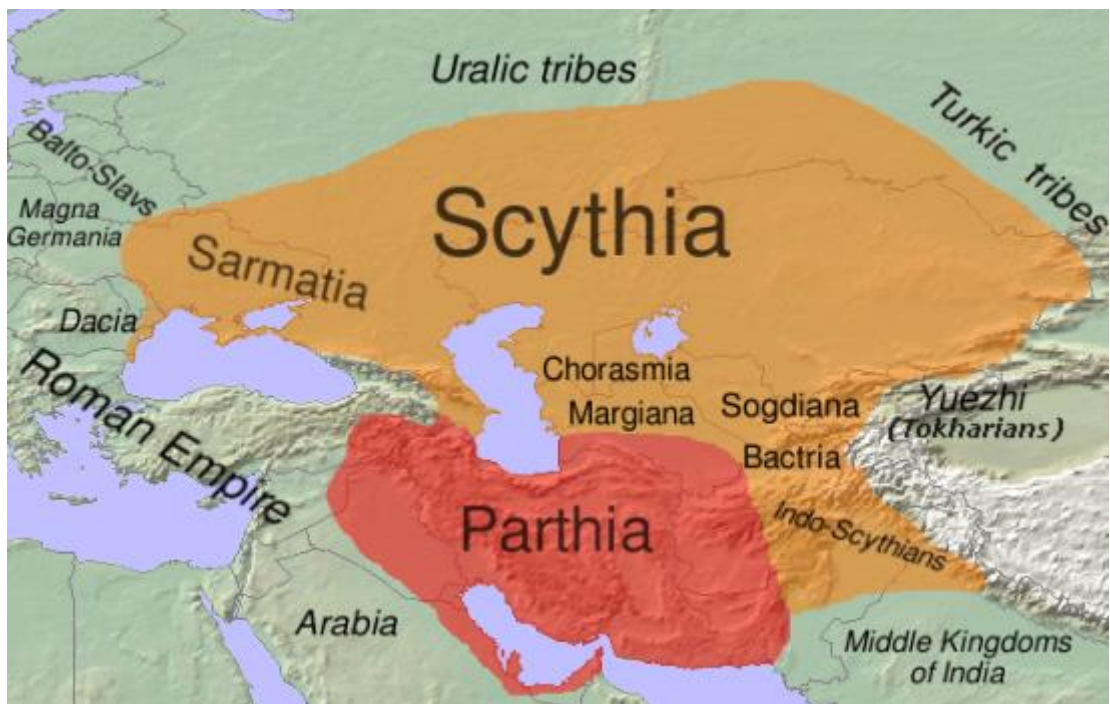 Uralic tribes
Turkic tribes
Balto-Slavs
Magna
Germania
Scythia
Sarmatia
Dacia
Roman Empire
Chorasmia
Margiana
Sogdiana
Bactria
Yuezhi
(Tokharians)
Indo-Scythians
Parthia
Arabia
Middle Kingdoms
of India